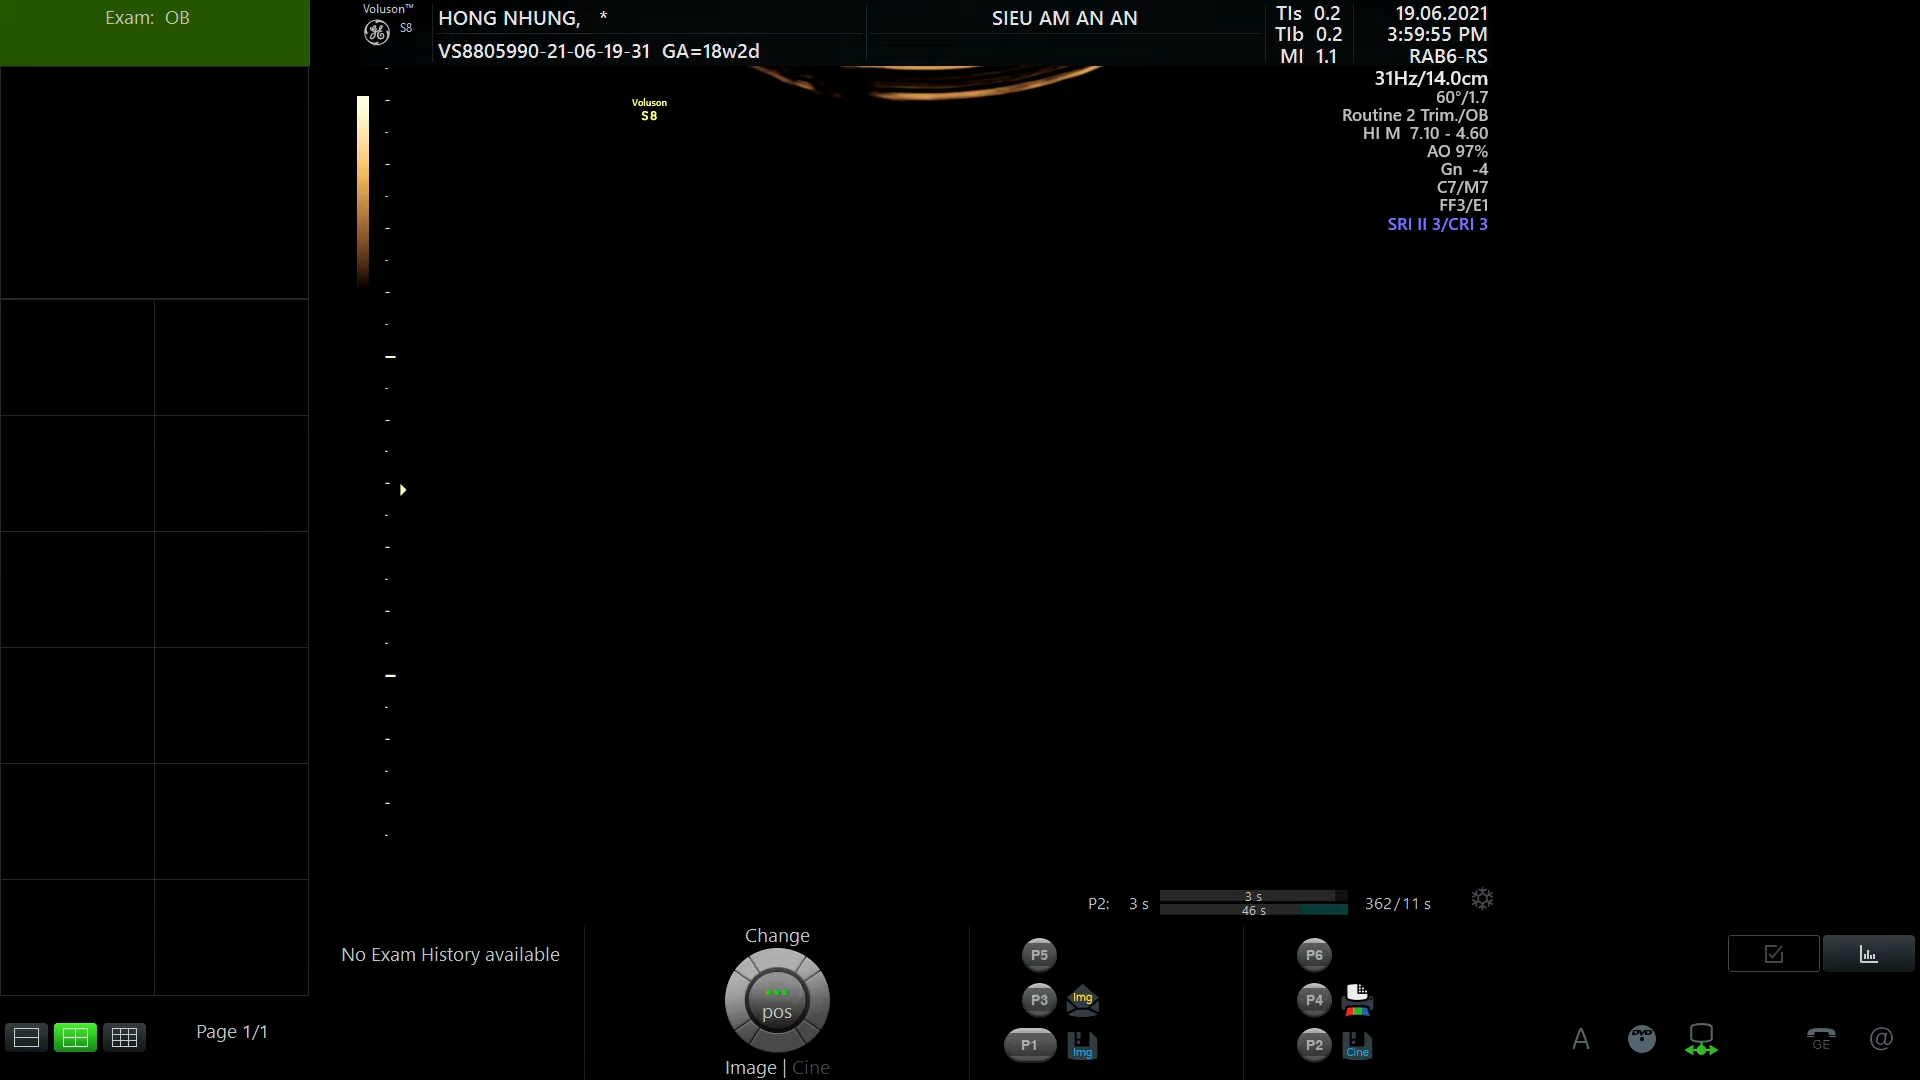 Exam: OB
Voluson™
S8
HONG NHUNG, *
SIEU AM AN AN
TIs 0.2
19.06.2021
TIb 0.2
3:59:55 PM
VS8805990-21-06-19-31 GA=18w2d
MI 1.1
RAB6-RS
31Hz/14.0cm
60°/1.7
Routine 2 Trim./OB
HI M 7.10 - 4.60
AO 97%
Gn -4
C7/M7
FF3/E1
SRI II 3/CRI 3
Voluson
S8
P2: 3 s
3 s
46 s
362/11 s
No Exam History available
Change
pos
Image | Cine
P5
P3
Img
P1
Img
P6
P4
P2
Cine
Page 1/1
A
DVD
GE
@